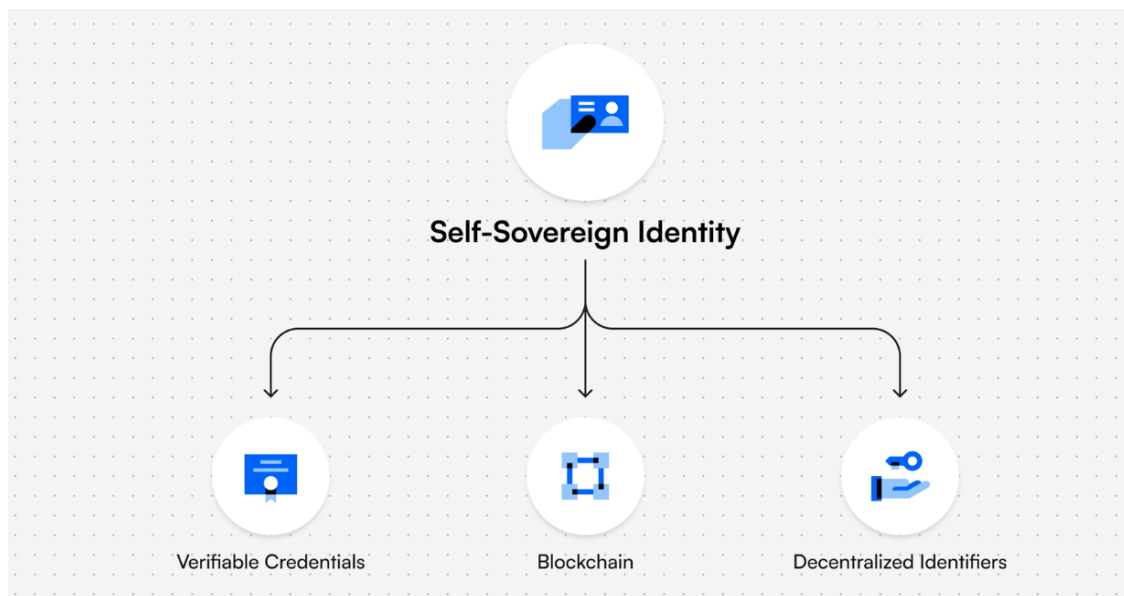 Self-Sovereign Identity
Verifiable Credentials
Blockchain
Decentralized Identifiers